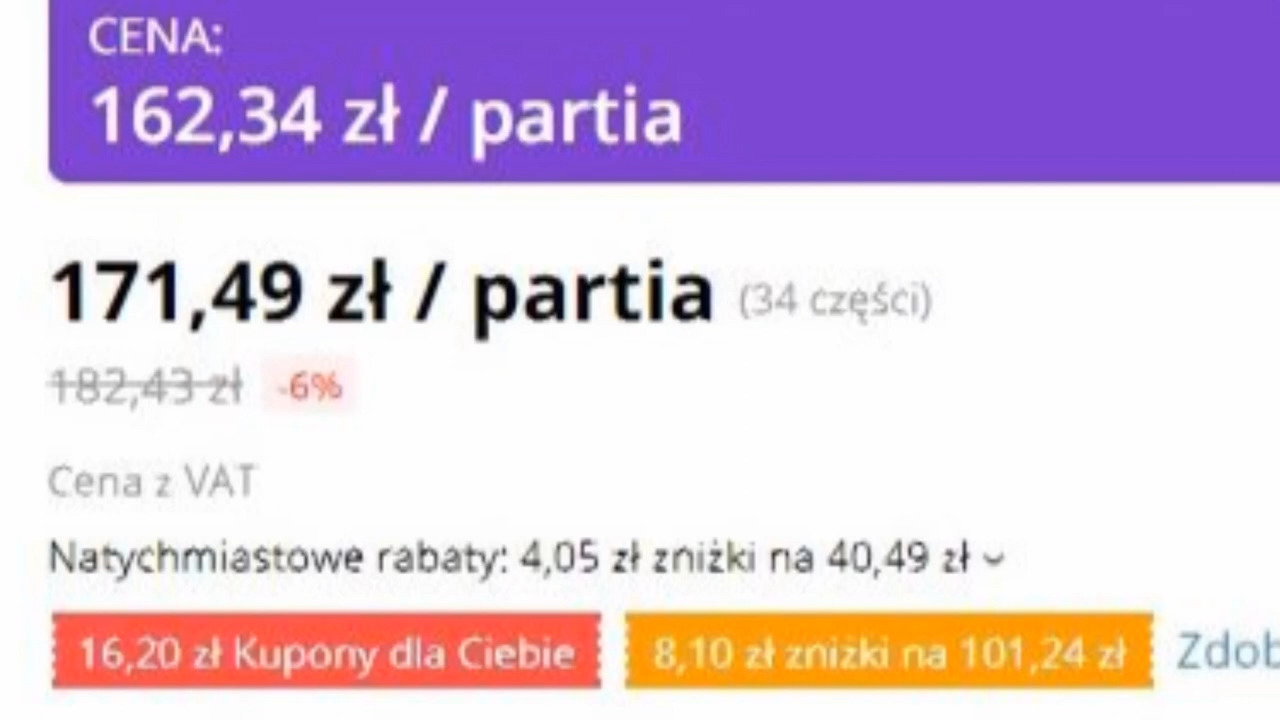 CENA:
162,34 zł / partia
171,49 zł / partia (34 części)
182,43 zł -6%
Cena z VAT
Natychmiastowe rabaty: 4,05 zł zniżki na 40,49 zł
16,20 zł Kupony dla Ciebie 8,10 zł zniżki na 101,24 zł